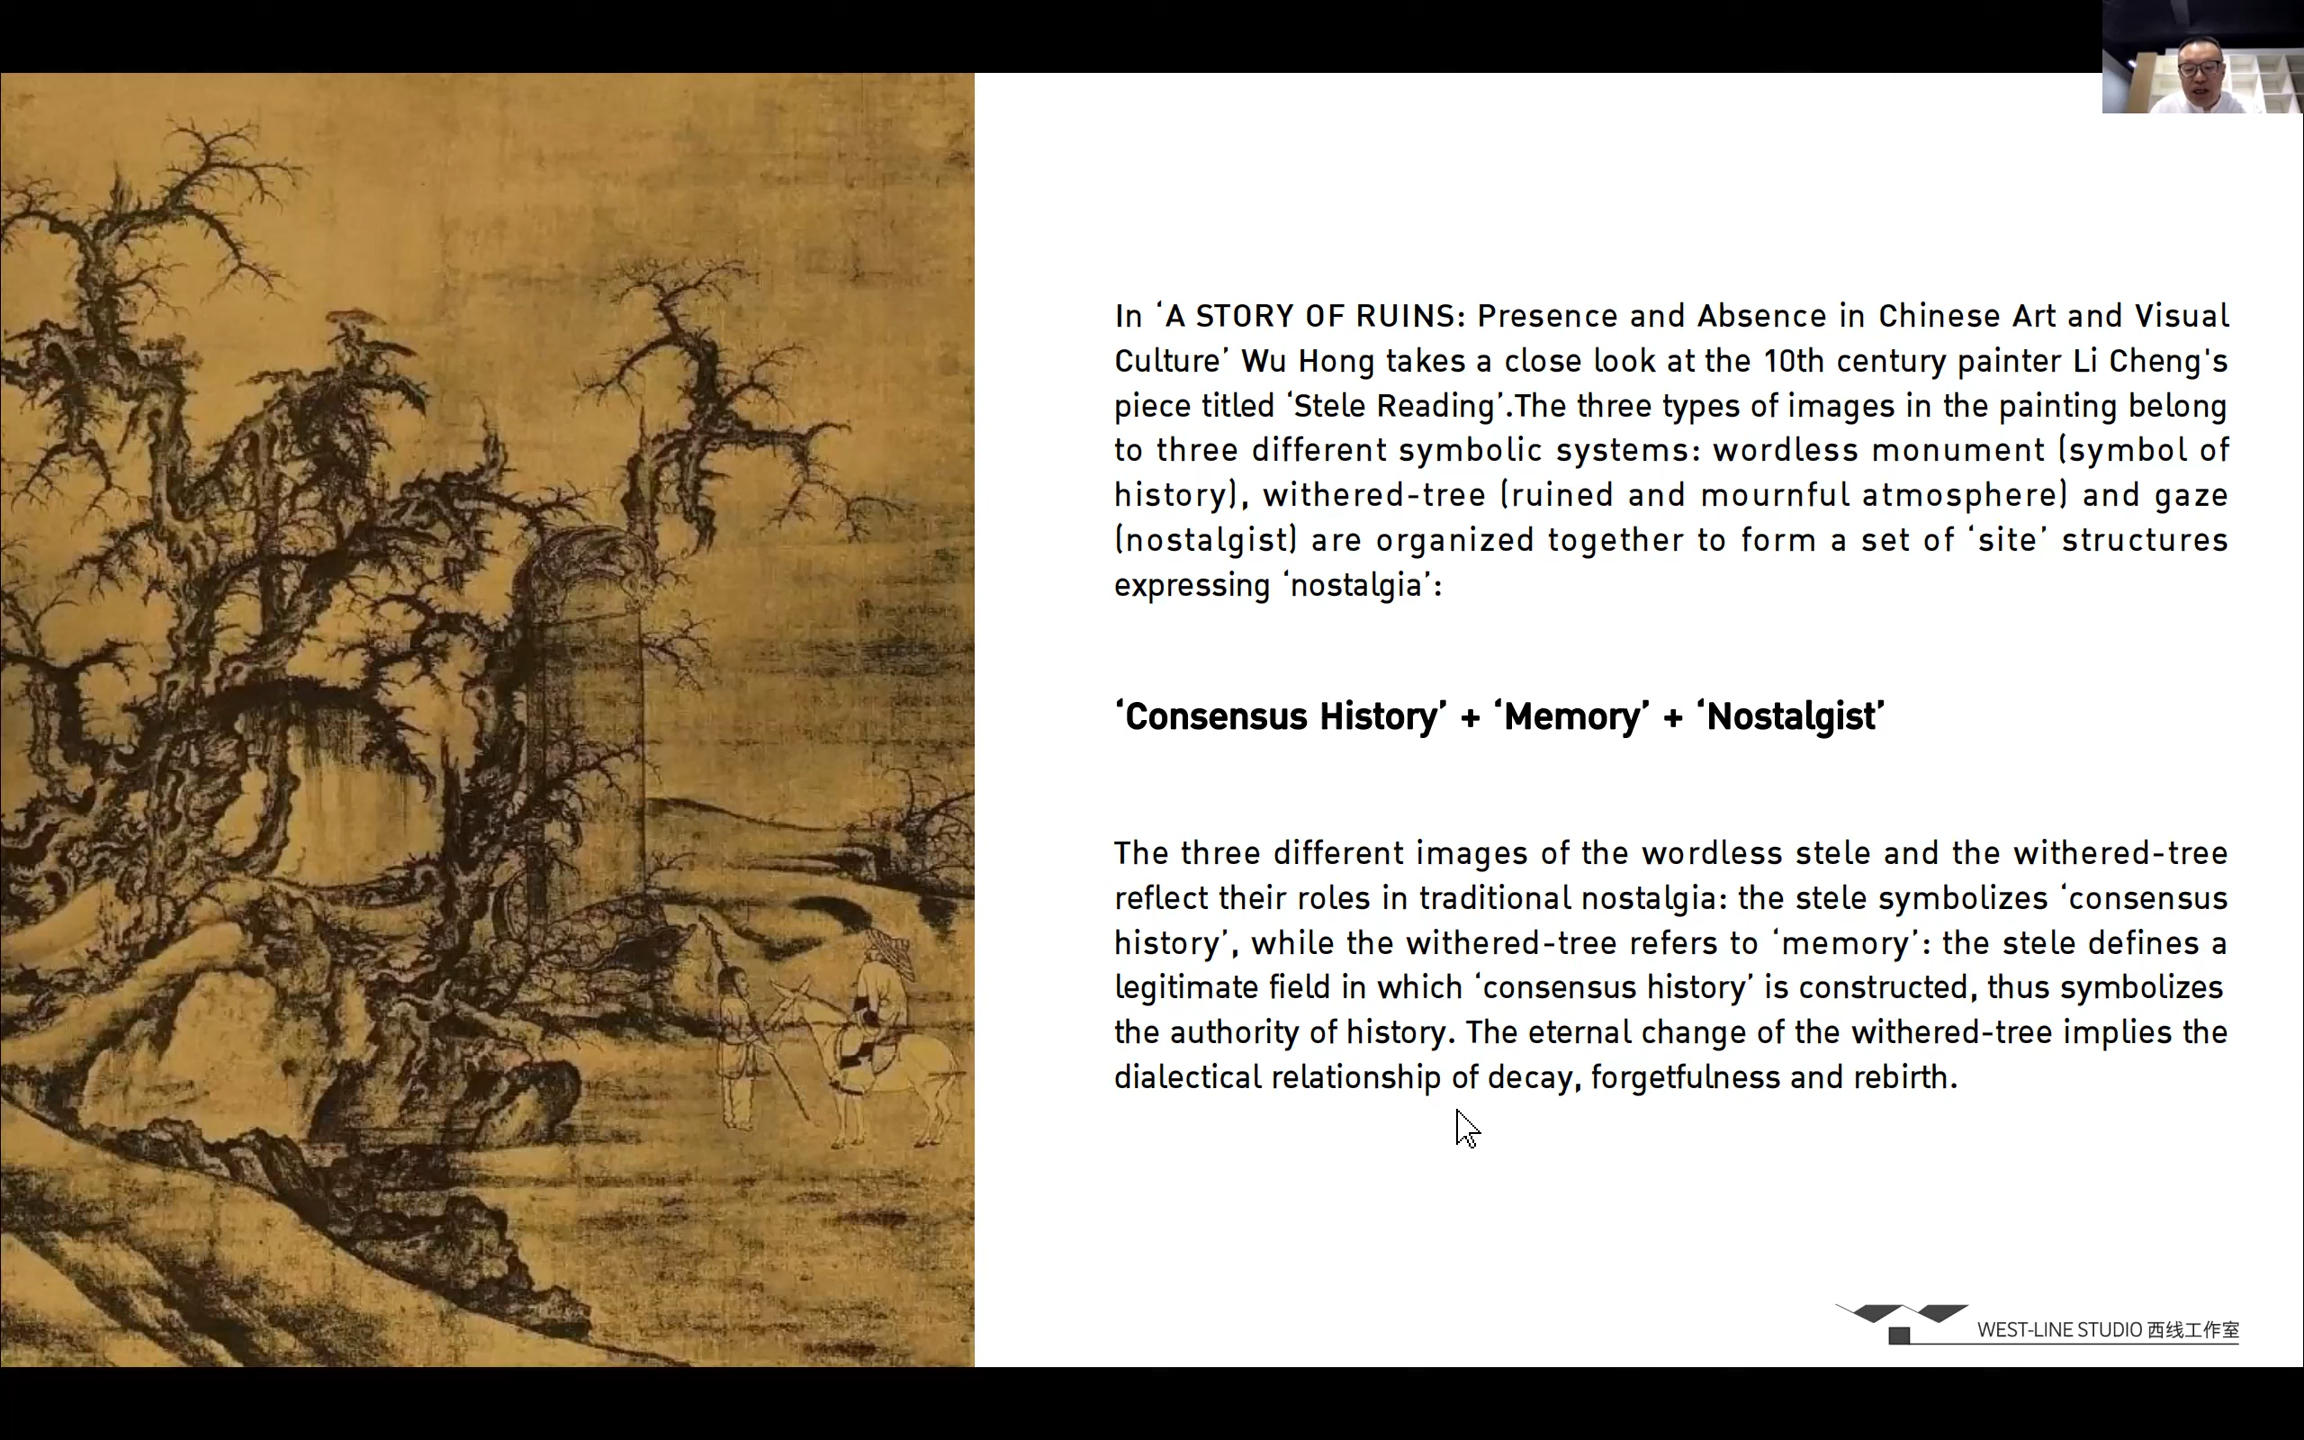 In ‘A STORY OF RUINS: Presence and Absence in Chinese Art and Visual
Culture’ Wu Hong takes a close look at the 10th century painter Li Cheng's
piece titled ‘Stele Reading’.The three types of images in the painting belong
to three different symbolic systems: wordless monument (symbol of
history), withered-tree (ruined and mournful atmosphere) and gaze
(nostalgist) are organized together to form a set of ‘site’ structures
expressing ‘nostalgia’:
‘Consensus History’ + ‘Memory’ + ‘Nostalgist’
The three different images of the wordless stele and the withered-tree
reflect their roles in traditional nostalgia: the stele symbolizes ‘consensus
history’, while the withered-tree refers to ‘memory’: the stele defines a
legitimate field in which ‘consensus history’ is constructed, thus symbolizes
the authority of history. The eternal change of the withered-tree implies the
dialectical relationship of decay, forgetfulness and rebirth.
WEST-LINE STUDIO 西线工作室